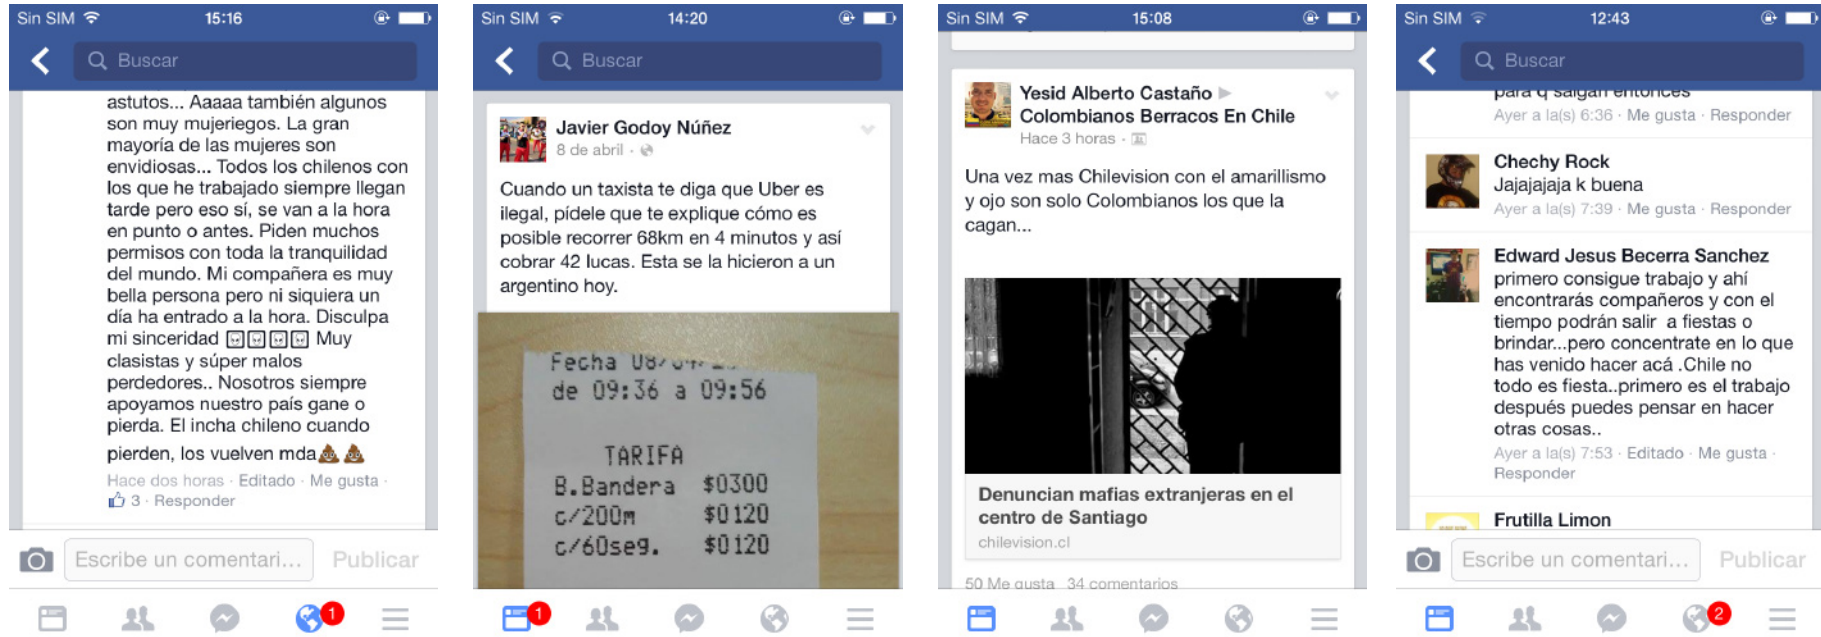 Sin SIM
15:16
Buscar
astutos... Aaaaa también algunos
son muy mujeriegos. La gran
mayoría de las mujeres son
envidiosas... Todos los chilenos con
los que he trabajado siempre llegan
tarde pero eso sí, se van a la hora
en punto o antes. Piden muchos
permisos con toda la tranquilidad
del mundo. Mi compañera es muy
bella persona pero ni siquiera un
día ha entrado a la hora. Disculpa
mi sinceridad Muy
clasistas y súper malos
perdedores.. Nosotros siempre
apoyamos nuestro país gane o
pierda. El incha chileno cuando
pierden, los vuelven mda💩💩
Hace dos horas · Editado · Me gusta ·
3 · Responder
Escribe un comentari...
Publicar
1
Sin SIM
14:20
Buscar
Javier Godoy Núñez
8 de abril ·
Cuando un taxista te diga que Uber es
ilegal, pídele que te explique cómo es
posible recorrer 68km en 4 minutos y así
cobrar 42 lucas. Esta se la hicieron a un
argentino hoy.
Fecha 08/04/
de 09:36 a 09:56
TARIFA
B.Bandera $0300
c/200m $0120
c/60seg. $0120
1
Sin SIM
15:08
Yesid Alberto Castaño ▶
Colombianos Berracos En Chile
Hace 3 horas ·
Una vez mas Chilevision con el amarillismo
y ojo son solo Colombianos los que la
cagan...
Denuncian mafias extranjeras en el
centro de Santiago
chilevision.cl
50 Me gusta 34 comentarios
Sin SIM
12:43
Buscar
para q salgan entonces
Ayer a la(s) 6:36 · Me gusta · Responder
Chechy Rock
Jajajajaja k buena
Ayer a la(s) 7:39 · Me gusta · Responder
Edward Jesus Becerra Sanchez
primero consigue trabajo y ahí
encontrarás compañeros y con el
tiempo podrán salir a fiestas o
brindar...pero concentrate en lo que
has venido hacer acá .Chile no
todo es fiesta..primero es el trabajo
después puedes pensar en hacer
otras cosas..
Ayer a la(s) 7:53 · Editado · Me gusta ·
Responder
Frutilla Limon
Escribe un comentari...
Publicar
2